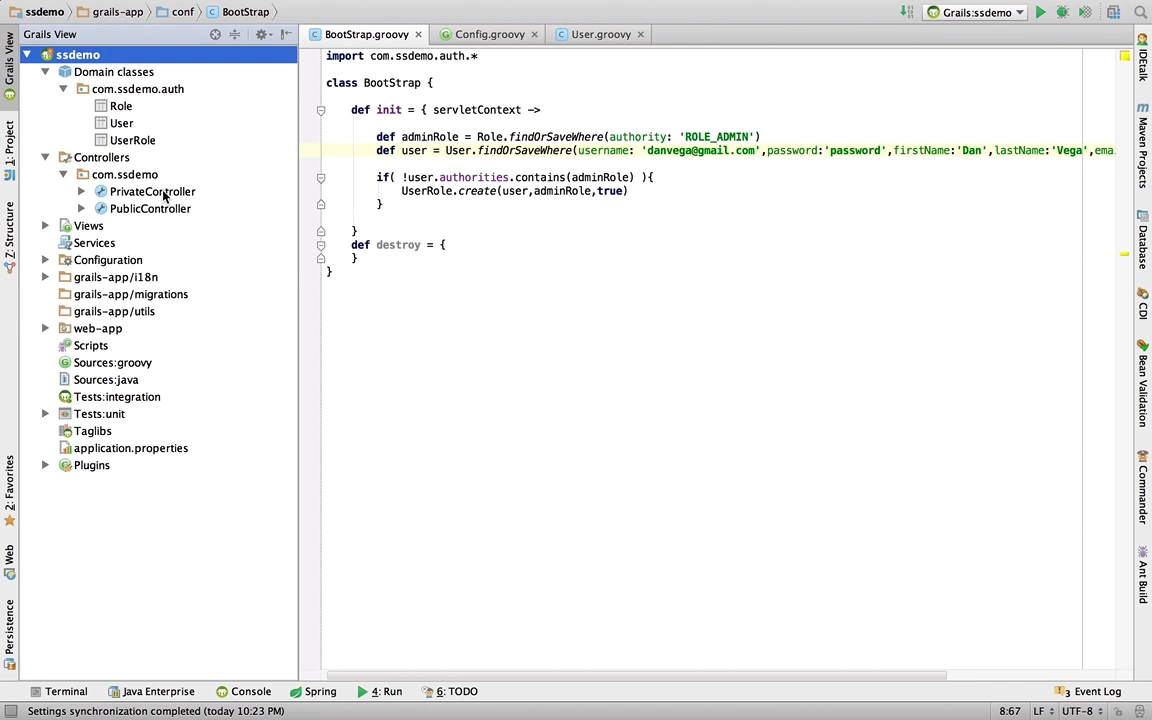 ssdemo grails-app conf BootStrap
Grails:ssdemo
Grails View
BootStrap.groovy
Config.groovy
User.groovy
Grails View
1: Project
Z: Structure
2: Favorites
Web
Persistence
ssdemo
Domain classes
com.ssdemo.auth
Role
User
UserRole
Controllers
com.ssdemo
PrivateController
PublicController
Views
Services
Configuration
grails-app/i18n
grails-app/migrations
grails-app/utils
web-app
Scripts
Sources:groovy
Sources:java
Tests:integration
Tests:unit
Taglibs
application.properties
Plugins
import com.ssdemo.auth.*
class BootStrap {
def init = { servletContext ->
def adminRole = Role.findOrSaveWhere(authority: 'ROLE_ADMIN')
def user = User.findOrSaveWhere(username: 'danvega@gmail.com',password:'password',firstName:'Dan',lastName:'Vega',ema
if( !user.authorities.contains(adminRole) ){
UserRole.create(user,adminRole,true)
}
}
def destroy = {
}
}
IDEtalk
Maven Projects
Database
CDI
Bean Validation
Commander
Ant Build
Terminal
Java Enterprise
Console
Spring
4: Run
6: TODO
3 Event Log
Settings synchronization completed (today 10:23 PM)
8:67 LF UTF-8